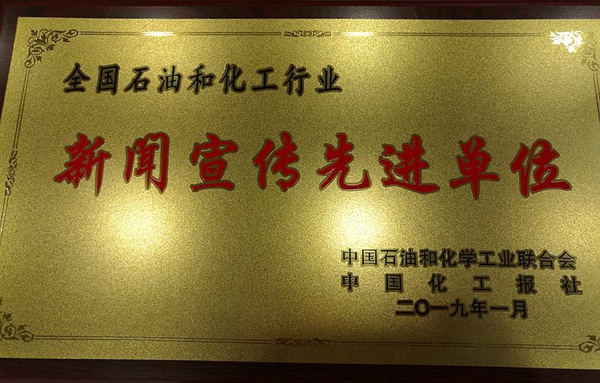 全国石油和化工行业
新闻宣传先进单位
中国石油和化学工业联合会
中国化工报社
二〇一九年一月